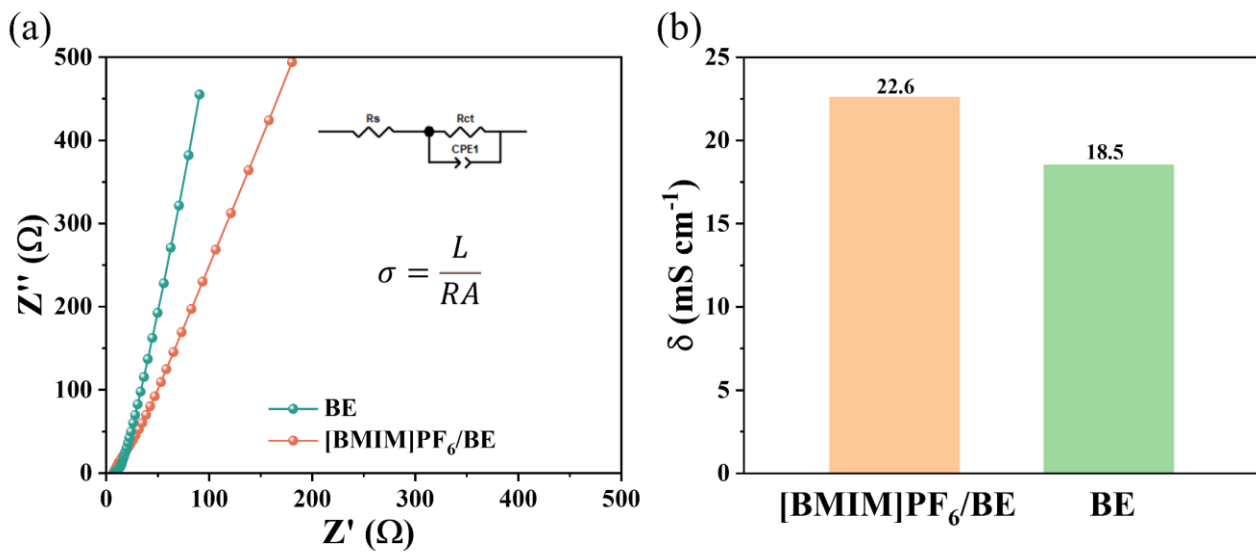 (a)
500
400
300
200
100
0
Z'' (Ω)
Rs
Rct
CPE1
σ = L / RA
BE
[BMIM]PF₆/BE
0
100
200
300
400
500
Z' (Ω)
(b)
25
20
15
10
5
0
δ (mS cm⁻¹)
22.6
18.5
[BMIM]PF₆/BE
BE